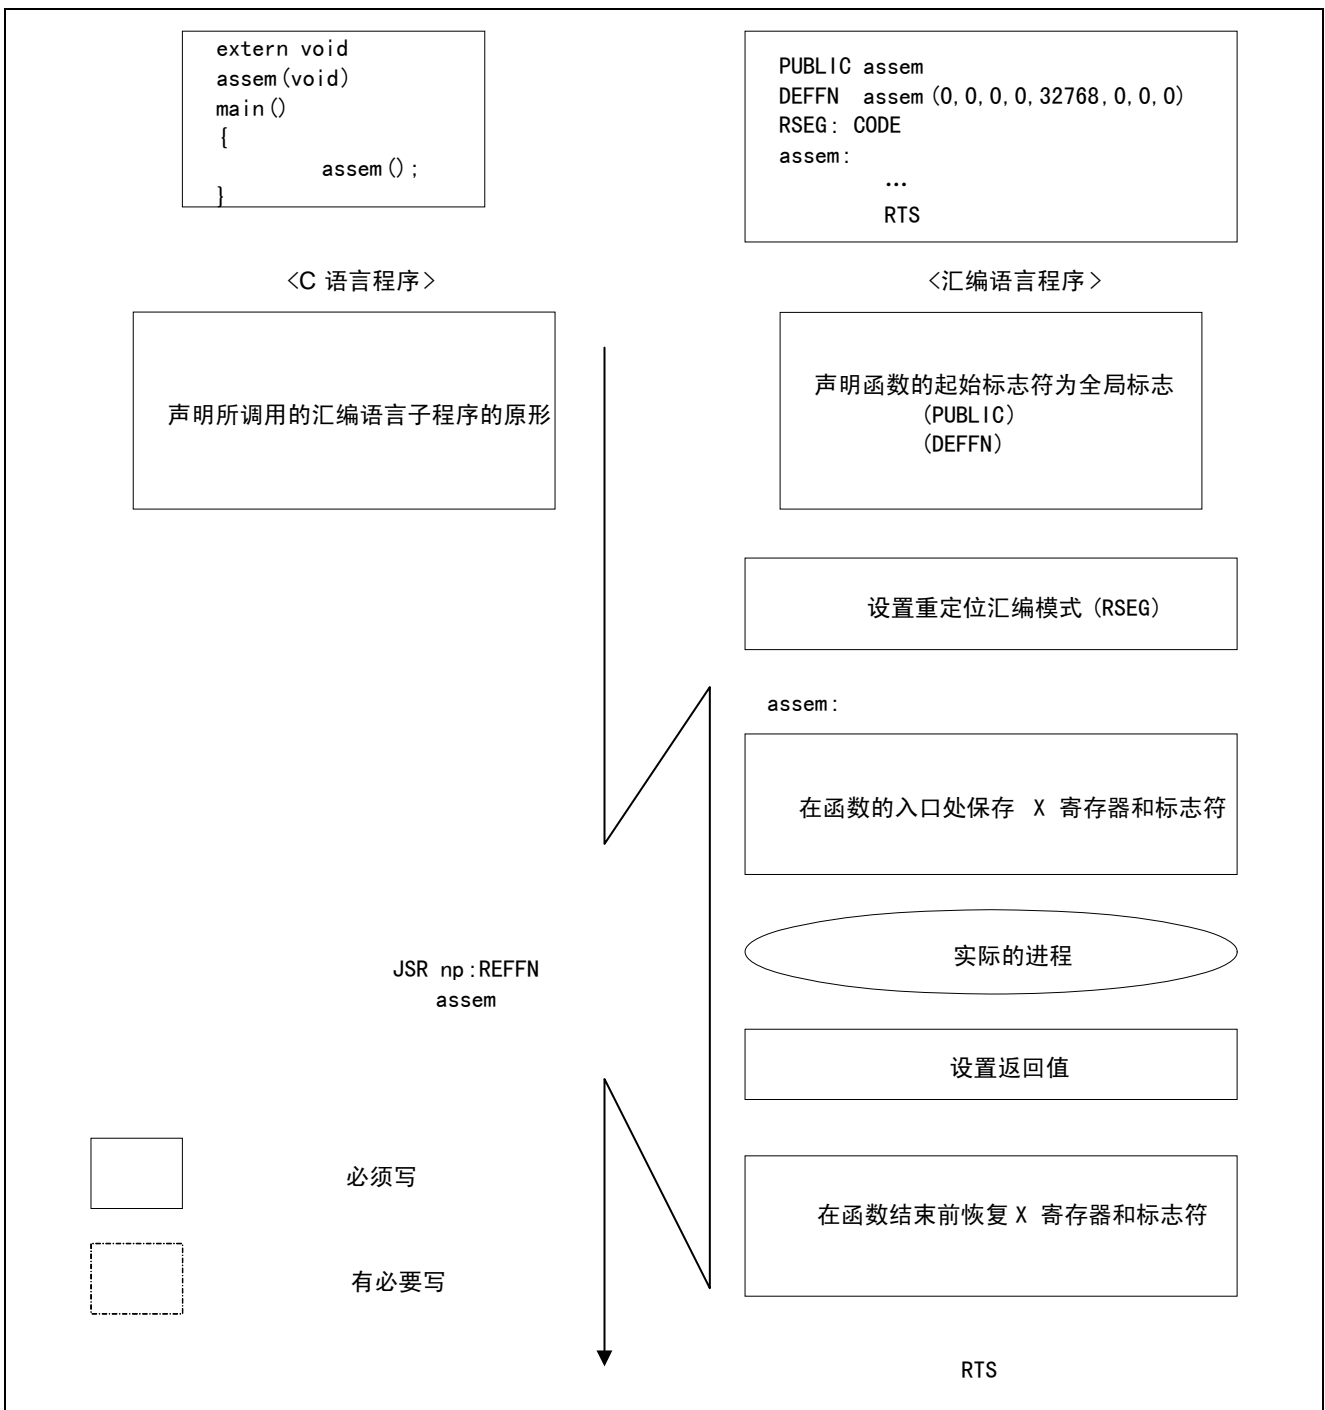 extern void
assem(void)
main()
{
assem();
}
PUBLIC assem
DEFFN assem(0,0,0,0,32768,0,0,0)
RSEG: CODE
assem:
…
RTS
<C 语言程序>
<汇编语言程序>
声明所调用的汇编语言子程序的原形
声明函数的起始标志符为全局标志
(PUBLIC)
(DEFFN)
设置重定位汇编模式 (RSEG)
assem:
在函数的入口处保存 X 寄存器和标志符
实际的进程
JSR np:REFFN
assem
设置返回值
必须写
在函数结束前恢复 X 寄存器和标志符
有必要写
RTS